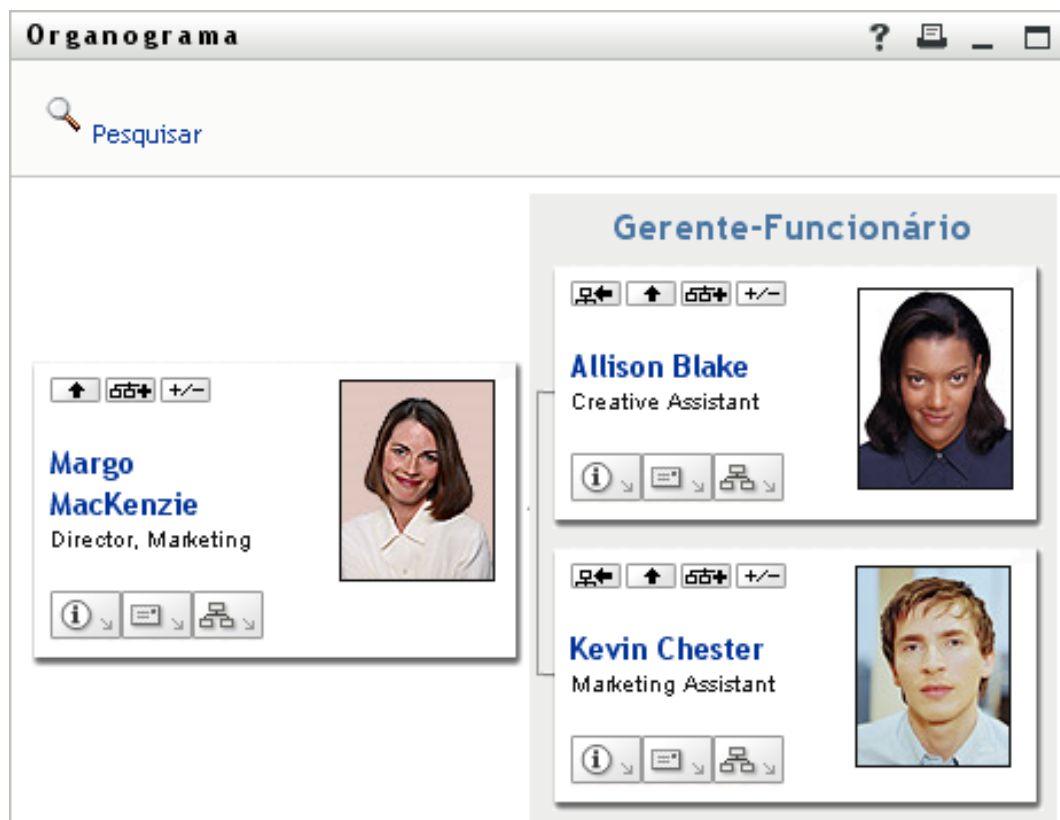 Organograma
Pesquisar
Gerente-Funcionário
Margo
MacKenzie
Director, Marketing
Allison Blake
Creative Assistant
Kevin Chester
Marketing Assistant